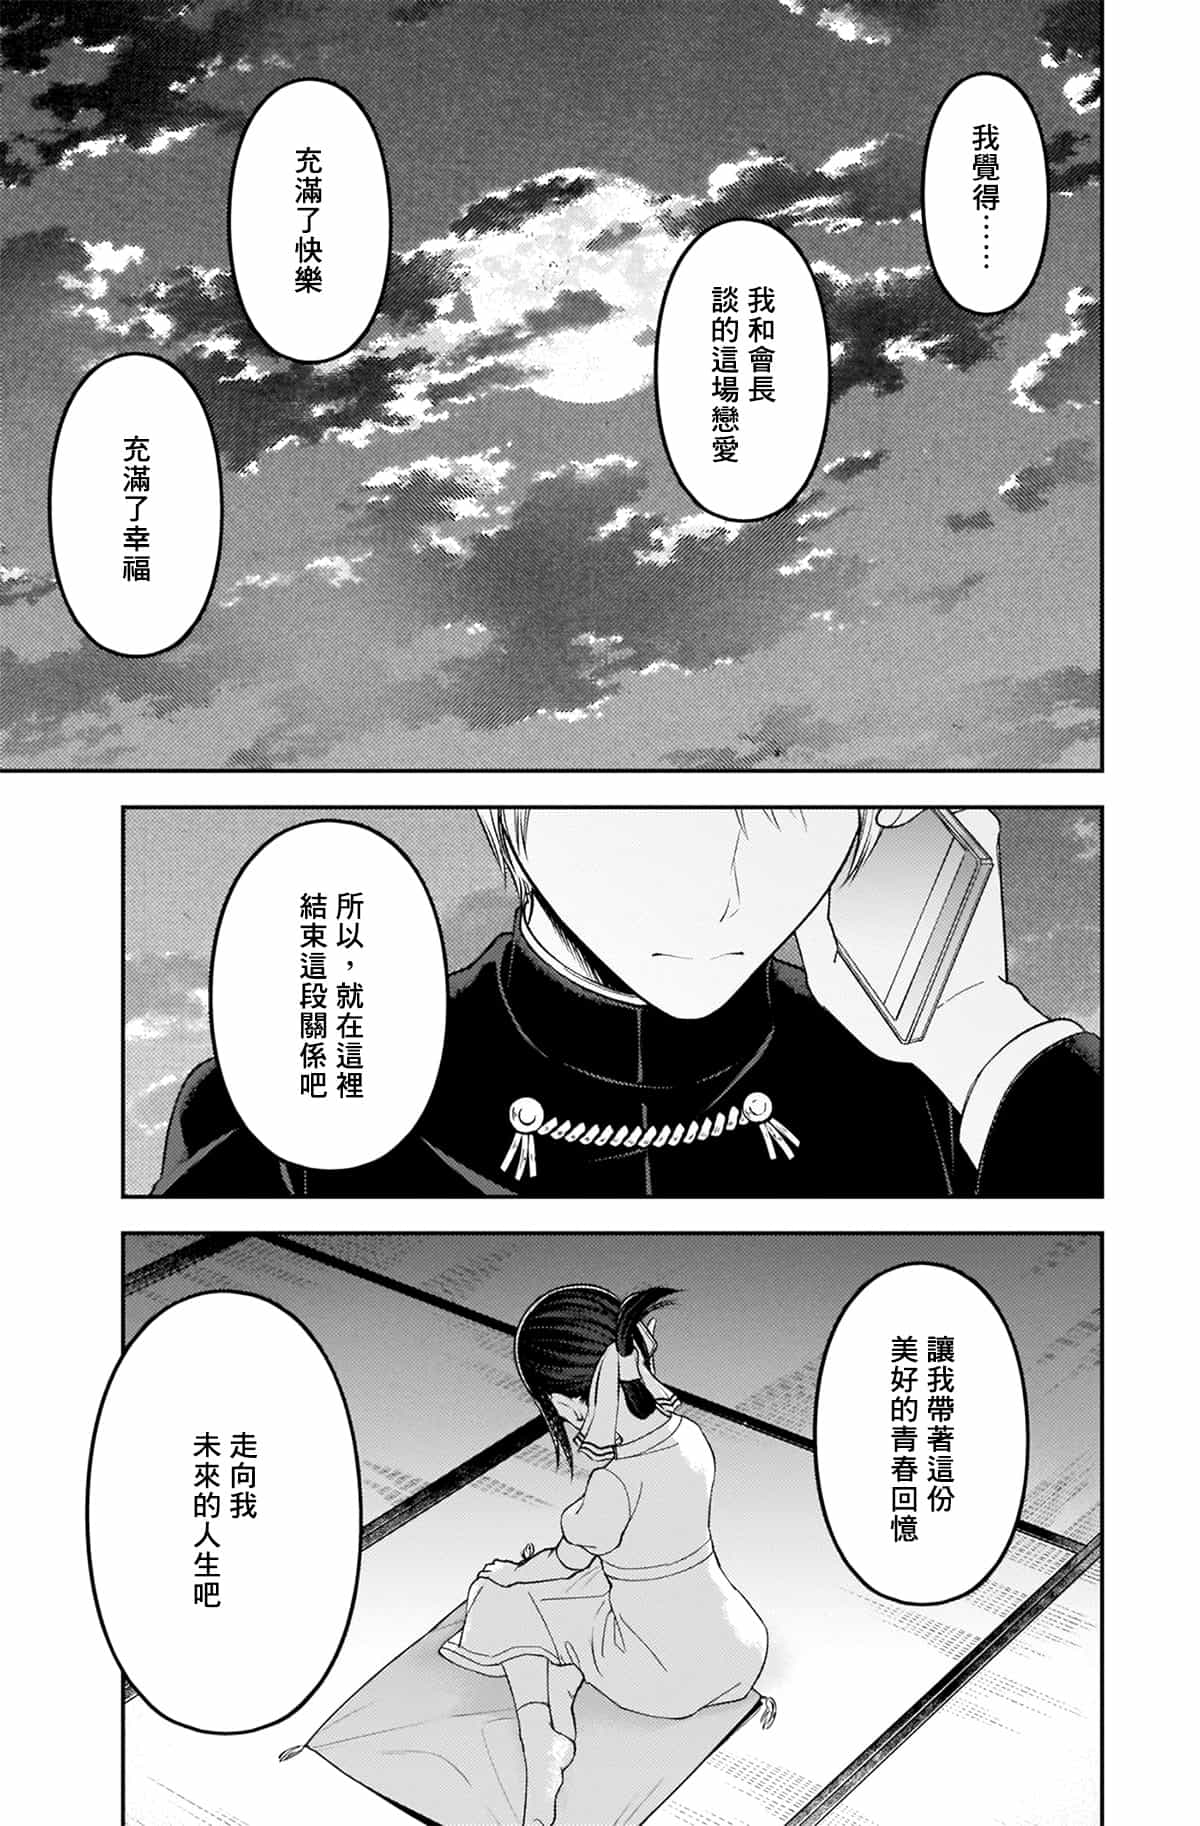 我覺得……
我和會長
談的這場戀愛
充滿了快樂
充滿了幸福
所以，就在這裡
結束這段關係吧
讓我帶著這份
美好的青春回憶
走向我
未來的人生吧